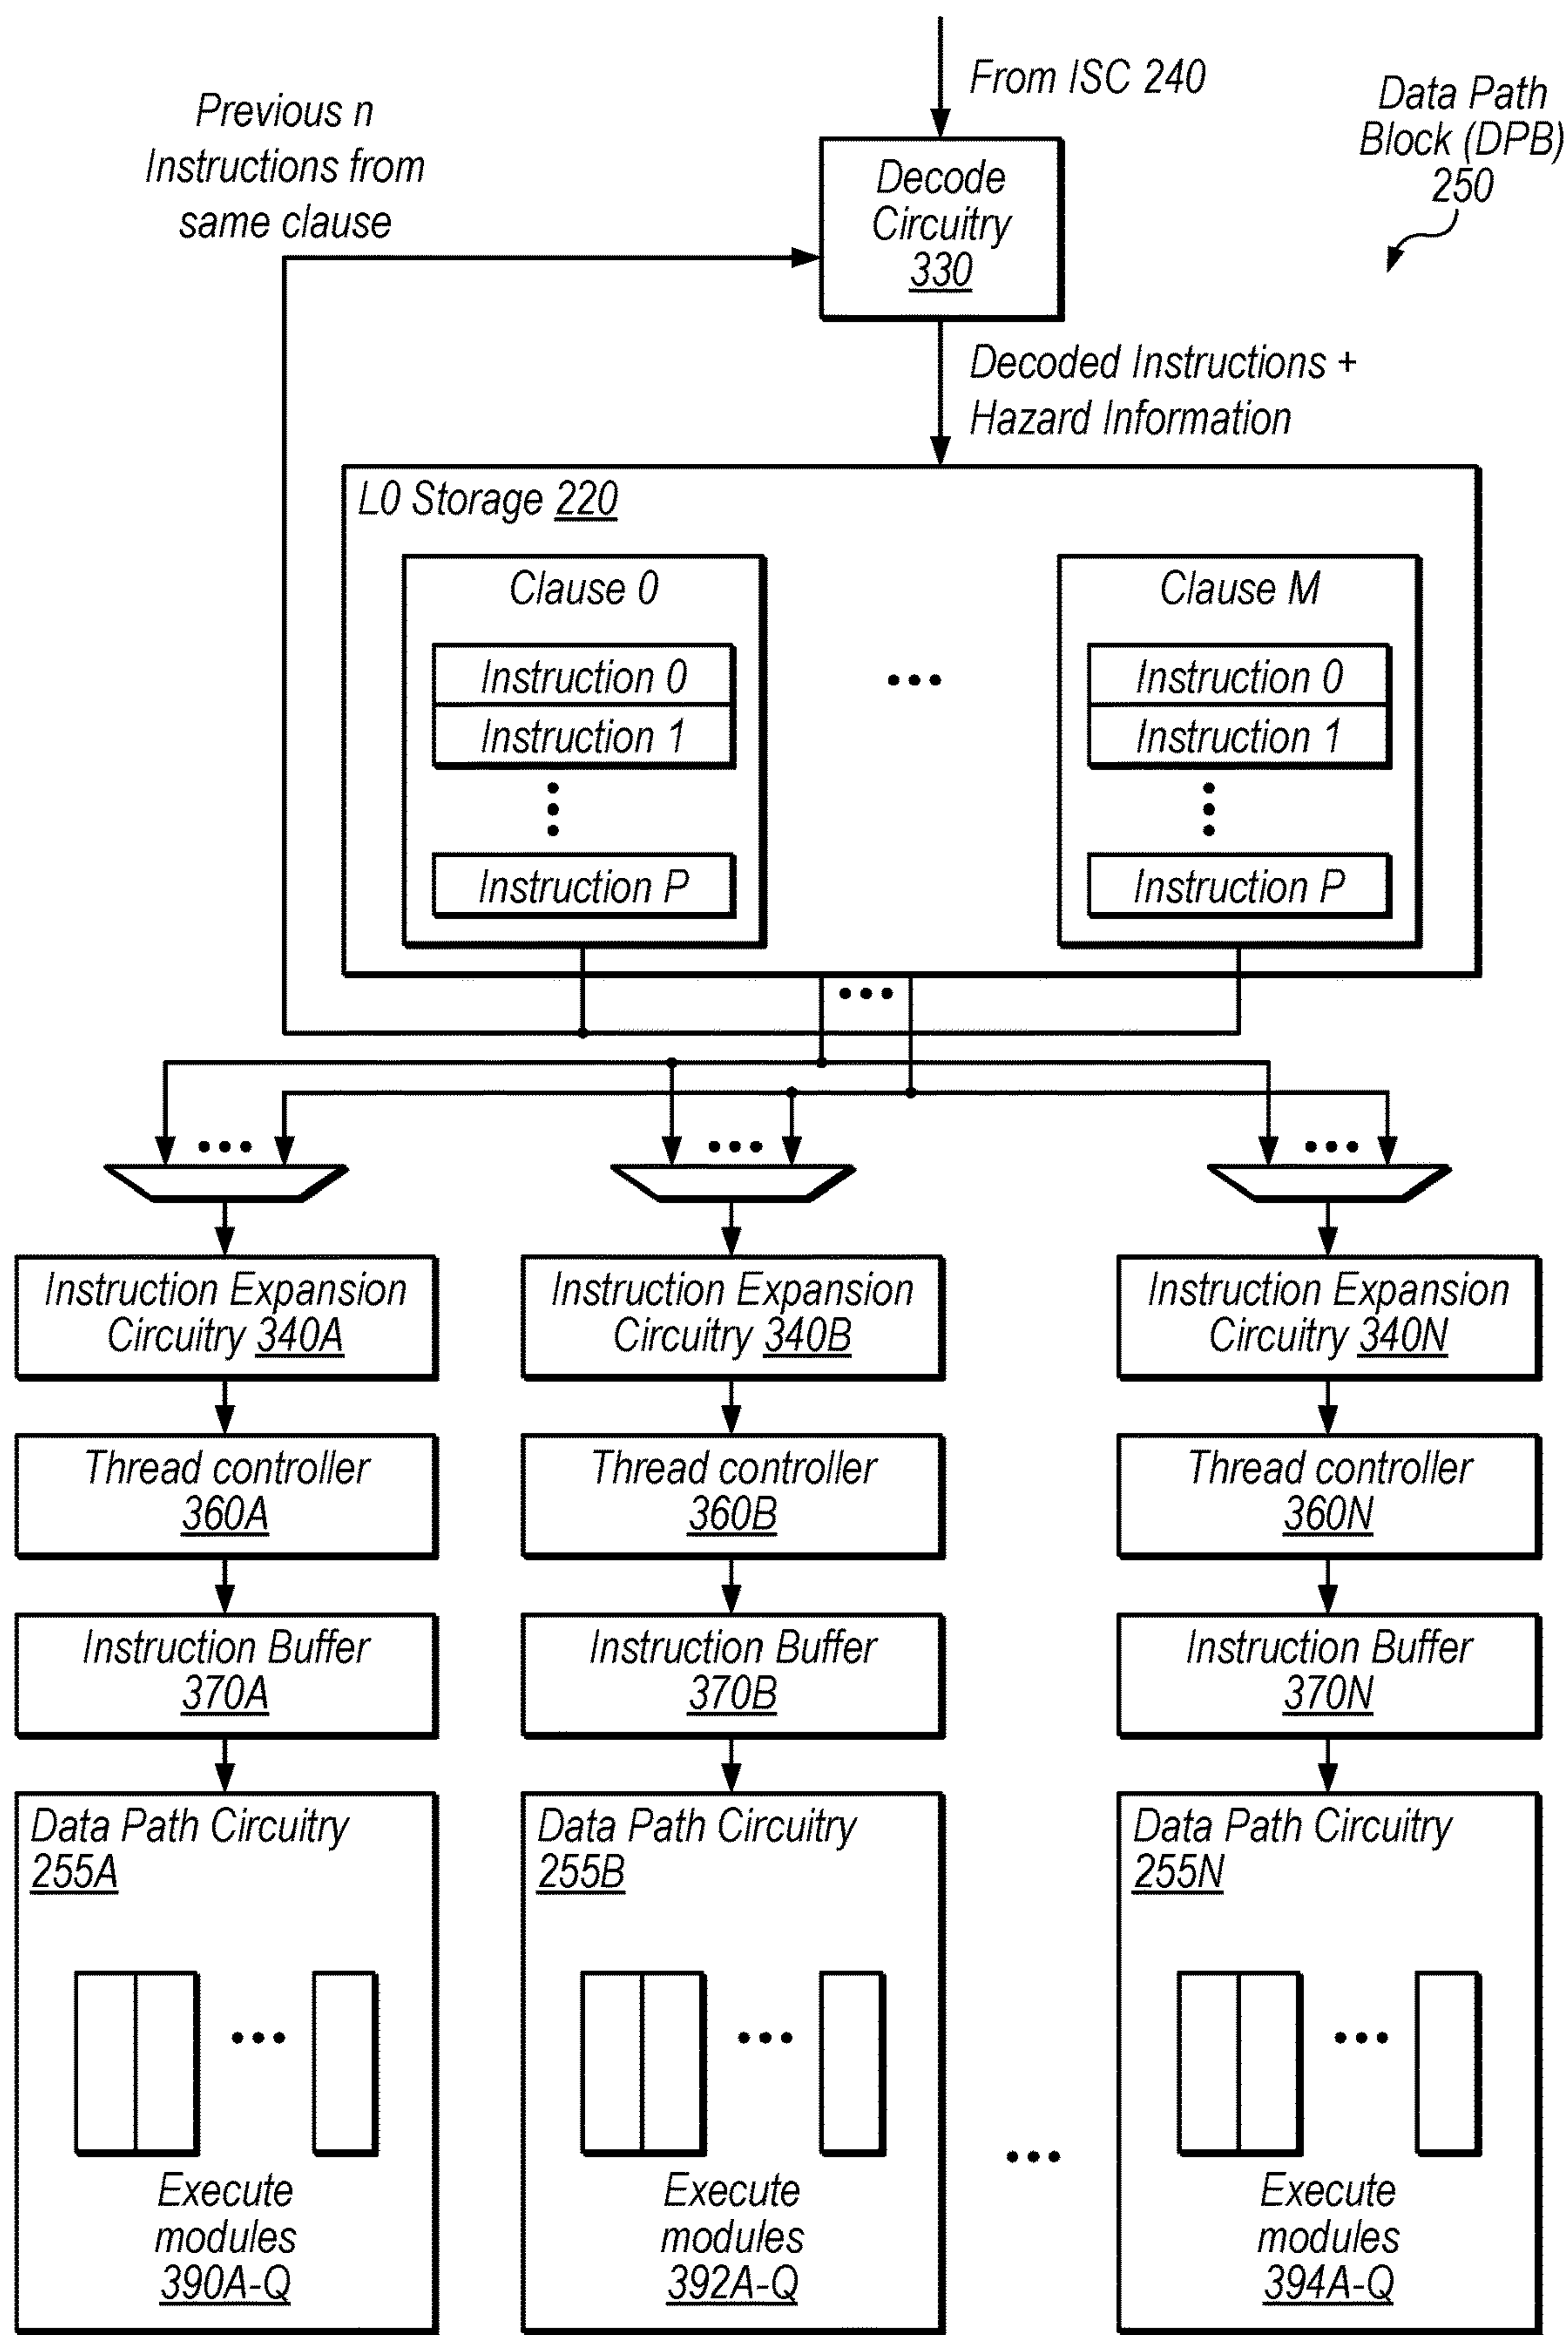 From ISC 240
Data Path
Block (DPB)
250
Previous n
Instructions from
same clause
Decode
Circuitry
330
Decoded Instructions +
Hazard Information
L0 Storage 220
Clause 0
Instruction 0
Instruction 1
Instruction P
Clause M
Instruction 0
Instruction 1
Instruction P
Instruction Expansion
Circuitry 340A
Thread controller
360A
Instruction Buffer
370A
Data Path Circuitry
255A
Execute
modules
390A-Q
Instruction Expansion
Circuitry 340B
Thread controller
360B
Instruction Buffer
370B
Data Path Circuitry
255B
Execute
modules
392A-Q
Instruction Expansion
Circuitry 340N
Thread controller
360N
Instruction Buffer
370N
Data Path Circuitry
255N
Execute
modules
394A-Q